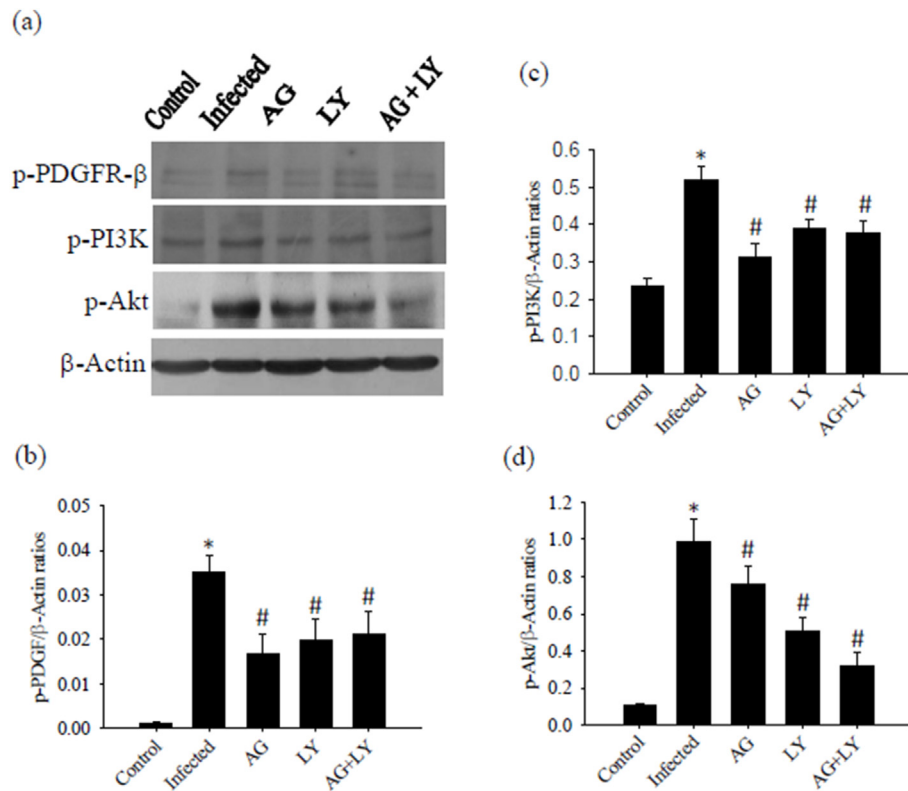 (a)
Control
Infected
AG
LY
AG + LY
p-PDGFR-β
p-PI3K
p-Akt
β-Actin
(b)
p-PDGF/β-Actin ratios
0.05
0.04
0.03
0.02
0.01
0.00
*
#
#
#
Control
Infected
AG
LY
AG+LY
(c)
p-PI3K/β-Actin ratios
0.6
0.5
0.4
0.3
0.2
0.1
0.0
*
#
#
#
Control
Infected
AG
LY
AG+LY
(d)
p-Akt/β-Actin ratios
1.2
1.0
0.8
0.6
0.4
0.2
0.0
*
#
#
#
Control
Infected
AG
LY
AG+LY